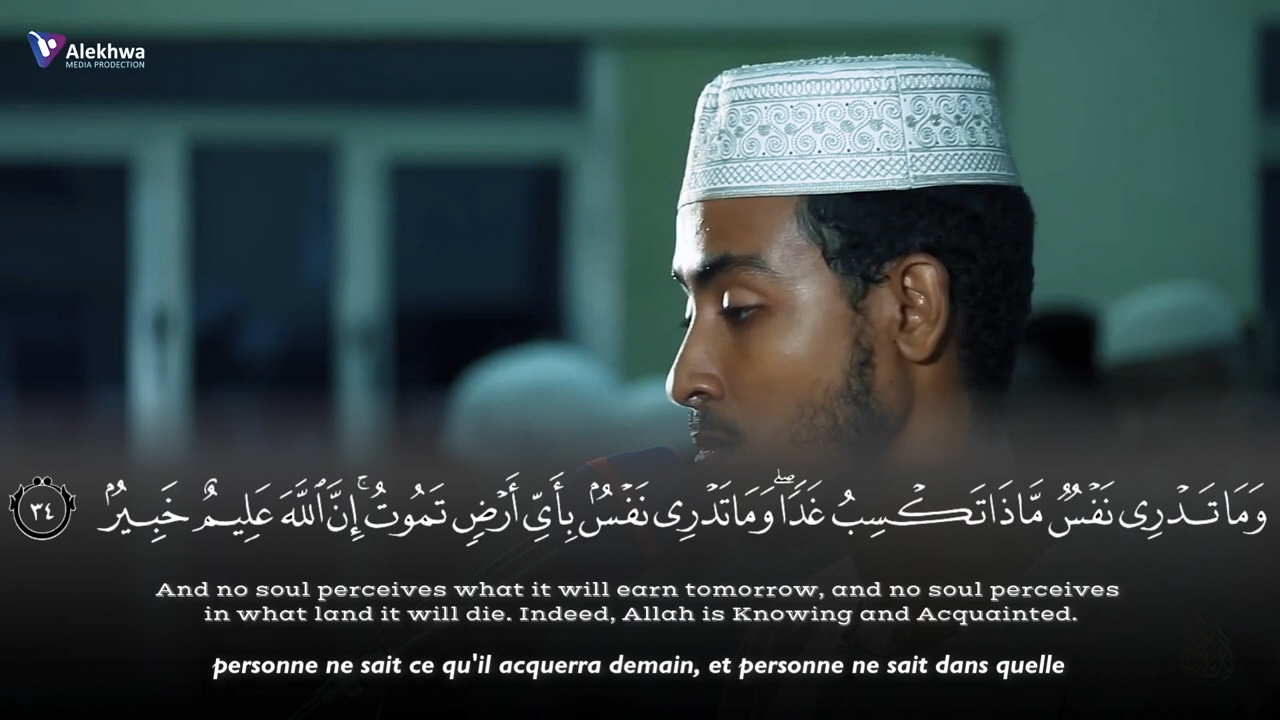 Alekhwa
MEDIA PRODUCTION
وَمَا تَدْرِى نَفْسٌ مَّاذَا تَكْسِبُ غَدًا ۖ وَمَا تَدْرِى نَفْسٌۢ بِأَىِّ أَرْضٍ تَمُوتُ ۚ إِنَّ ٱللَّهَ عَلِيمٌ خَبِيرٌۢ ٣٤
And no soul perceives what it will earn tomorrow, and no soul perceives
in what land it will die. Indeed, Allah is Knowing and Acquainted.
personne ne sait ce qu'il acquerra demain, et personne ne sait dans quelle